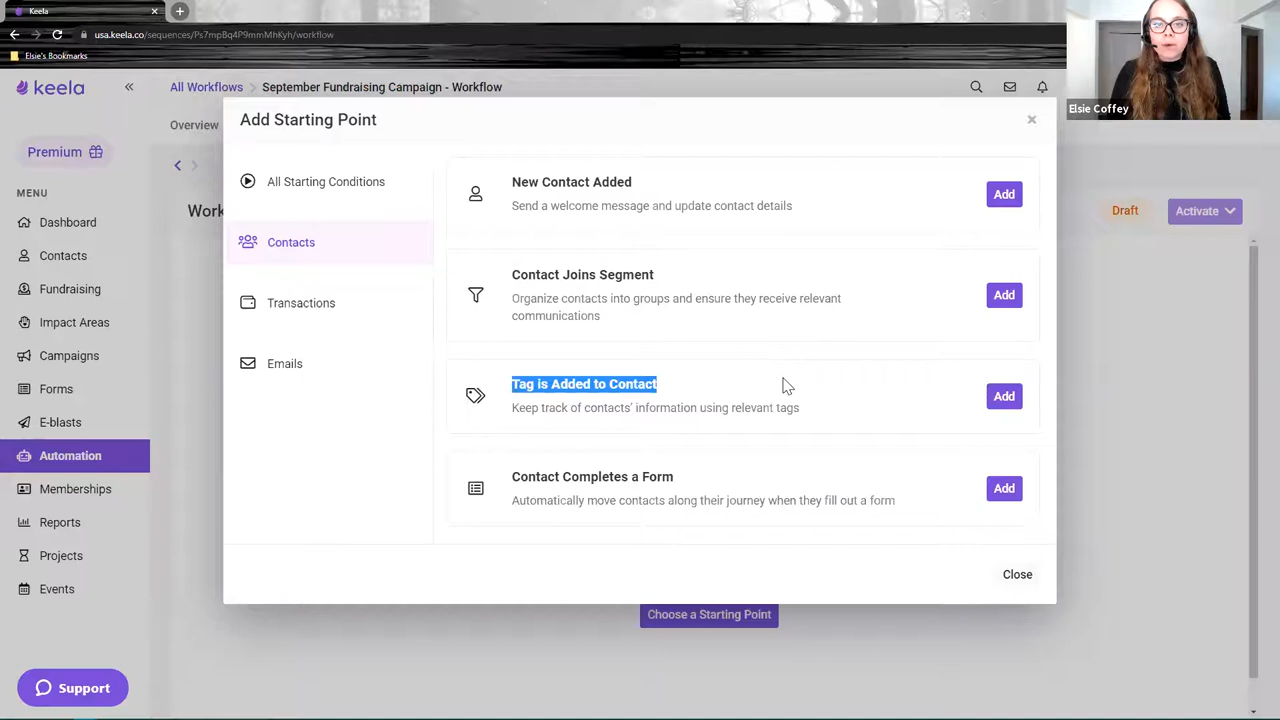 Keela
usa.keela.co/sequences/Ps7mpBq4P9mmMhKyh/workflow
Elsie's Bookmarks
Elsie Coffey
keela
All Workflows > September Fundraising Campaign - Workflow
Overview
Premium
MENU
Dashboard
Contacts
Fundraising
Impact Areas
Campaigns
Forms
E-blasts
Automation
Memberships
Reports
Projects
Events
Support
Work
Draft
Activate
Add Starting Point
All Starting Conditions
Contacts
Transactions
Emails
New Contact Added
Send a welcome message and update contact details
Add
Contact Joins Segment
Organize contacts into groups and ensure they receive relevant
communications
Add
Tag is Added to Contact
Keep track of contacts' information using relevant tags
Add
Contact Completes a Form
Automatically move contacts along their journey when they fill out a form
Add
Close
Choose a Starting Point